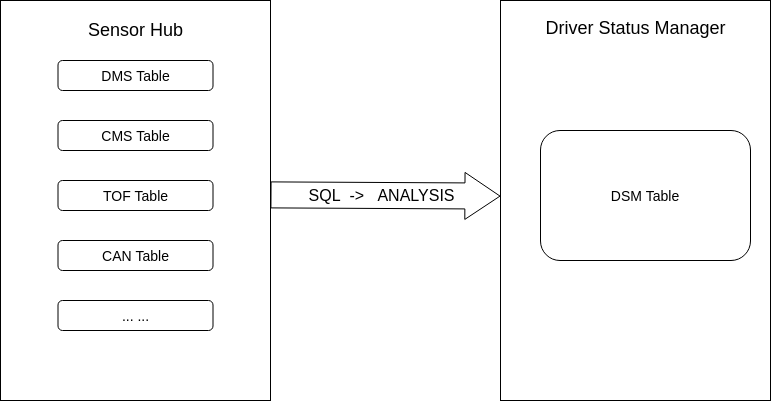 Sensor Hub
DMS Table
CMS Table
TOF Table
CAN Table
... ...
SQL -> ANALYSIS
Driver Status Manager
DSM Table